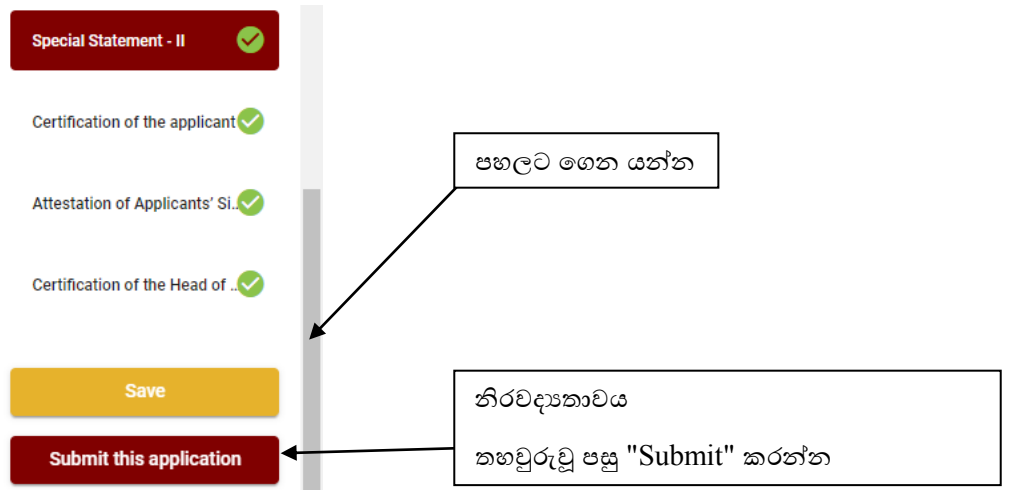 Special Statement - II
Certification of the applicant
පහලට ගෙන යන්න
Attestation of Applicants' Si..
Certification of the Head of ..
Save
නිරවද්‍යතාවය
Submit this application
තහවුරුවූ පසු "Submit" කරන්න